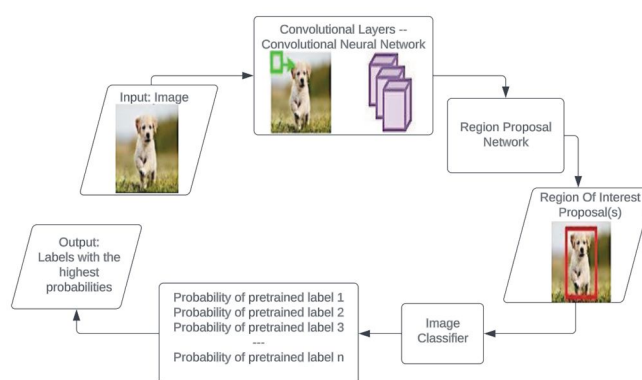 Input: Image
Convolutional Layers --
Convolutional Neural Network
Region Proposal
Network
Region Of Interest
Proposal(s)
Image
Classifier
Probability of pretrained label 1
Probability of pretrained label 2
Probability of pretrained label 3
---
Probability of pretrained label n
Output:
Labels with the
highest
probabilities